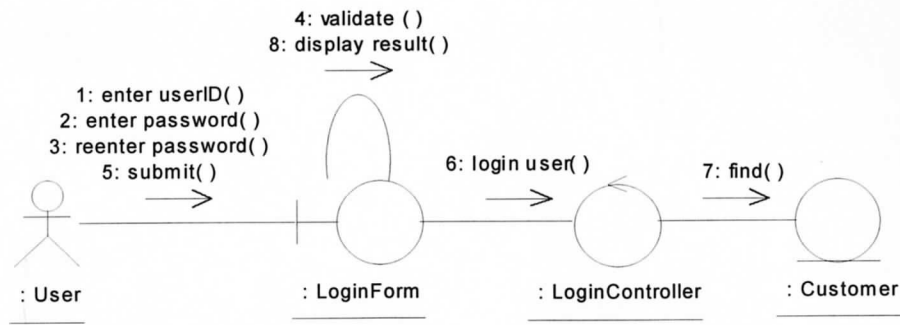 4: validate ( )
8: display result( )
1: enter userID( )
2: enter password( )
3: reenter password( )
5: submit( )
6: login user( )
7: find( )
: User
: LoginForm
: LoginController
: Customer